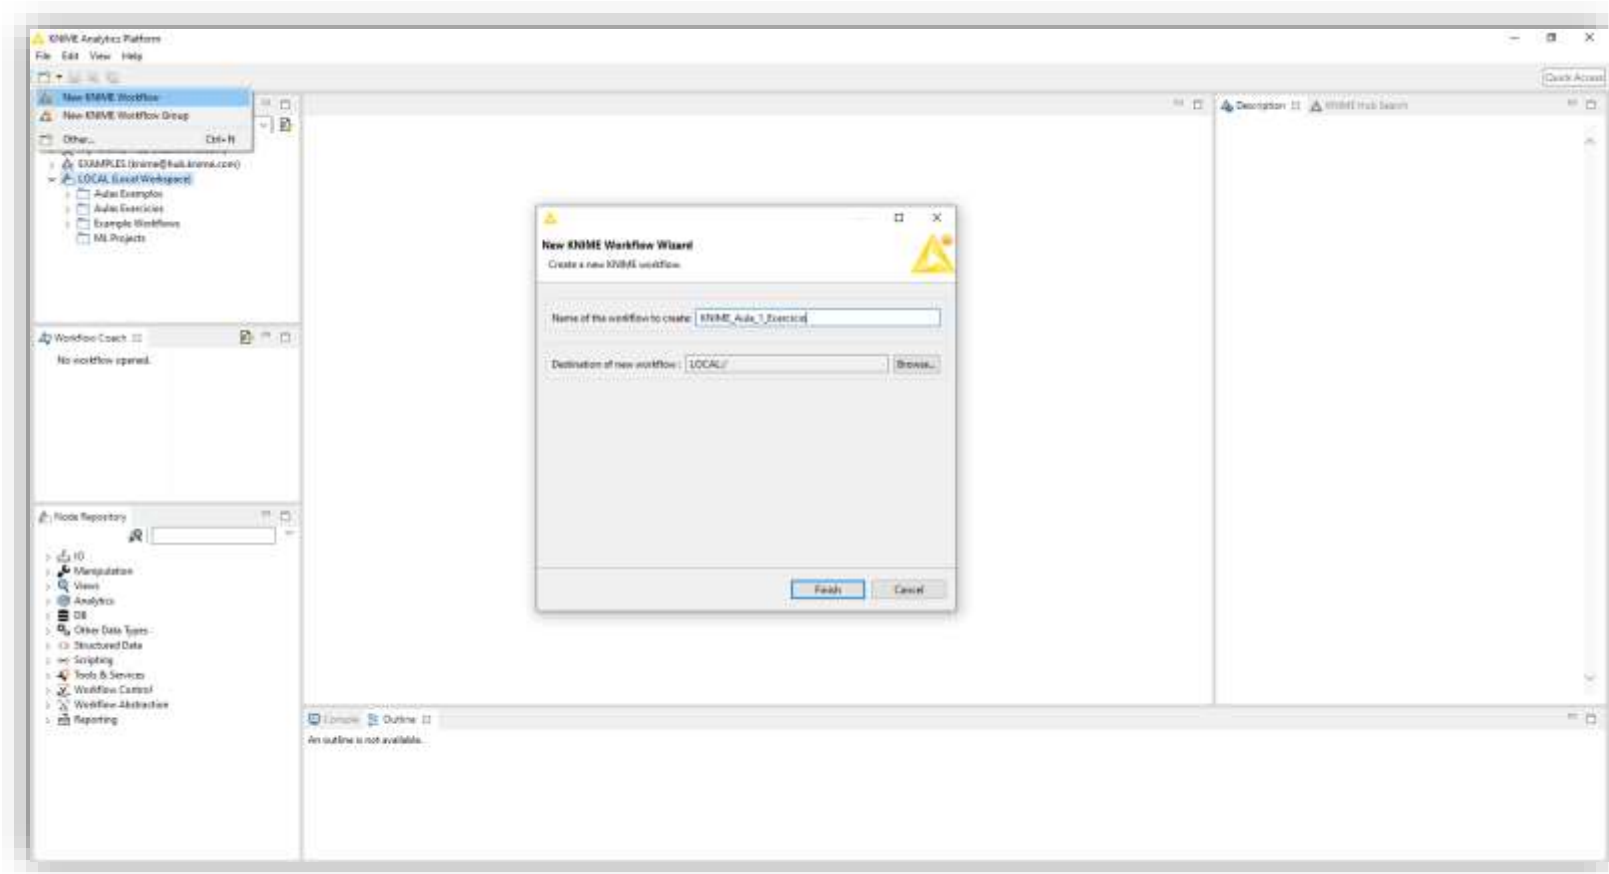 KNIME Analytics Platform
File Edit View Help
Quick Access
New KNIME Workflow
New KNIME Workflow Group
Other... Ctrl+N
EXAMPLES (knime@hub.knime.com)
LOCAL (Local Workspace)
Aulas Exemplos
Aulas Exercicios
Example Workflows
ML Projects
Description
KNIME Hub Search
New KNIME Workflow Wizard
Create a new KNIME workflow.
Name of the workflow to create: KNIME_Aula_1_Exercicio
Destination of new workflow : LOCAL:/
Browse...
Finish
Cancel
Workflow Coach
No workflow opened.
Node Repository
IO
Manipulation
Views
Analytics
DB
Other Data Types
Structured Data
Scripting
Tools & Services
Workflow Control
Workflow Abstraction
Reporting
Console
Outline
An outline is not available.